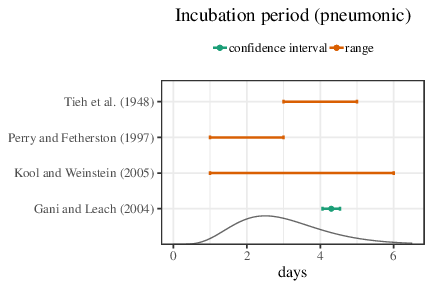 Incubation period (pneumonic)
confidence interval range
Tieh et al. (1948)
Perry and Fetherston (1997)
Kool and Weinstein (2005)
Gani and Leach (2004)
0 2 4 6
days